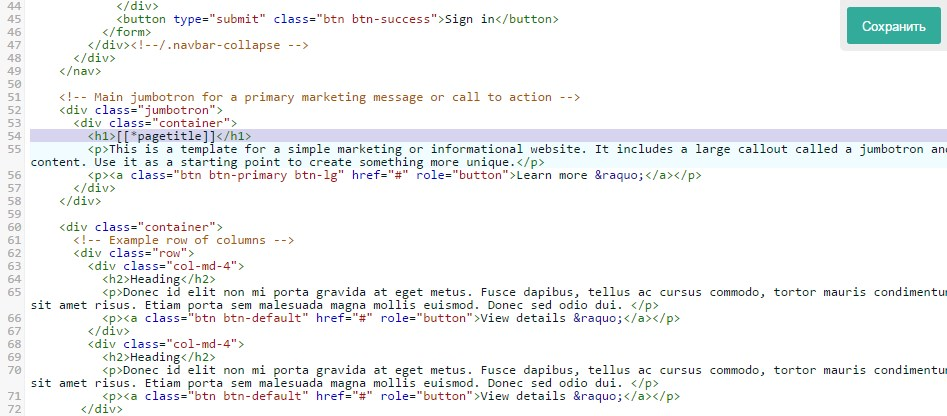 44 </div>
45 <button type="submit" class="btn btn-success">Sign in</button>
Сохранить
46 </form>
47 </div><!--/.navbar-collapse -->
48 </div>
49 </nav>
50
51 <!-- Main jumbotron for a primary marketing message or call to action -->
52 <div class="jumbotron">
53 <div class="container">
54 <h1>[[*pagetitle]]</h1>
55 <p>This is a template for a simple marketing or informational website. It includes a large callout called a jumbotron and
content. Use it as a starting point to create something more unique.</p>
56 <p><a class="btn btn-primary btn-lg" href="#" role="button">Learn more &raquo;</a></p>
57 </div>
58 </div>
59
60 <div class="container">
61 <!-- Example row of columns -->
62 <div class="row">
63 <div class="col-md-4">
64 <h2>Heading</h2>
65 <p>Donec id elit non mi porta gravida at eget metus. Fusce dapibus, tellus ac cursus commodo, tortor mauris condimentu
sit amet risus. Etiam porta sem malesuada magna mollis euismod. Donec sed odio dui. </p>
66 <p><a class="btn btn-default" href="#" role="button">View details &raquo;</a></p>
67 </div>
68 <div class="col-md-4">
69 <h2>Heading</h2>
70 <p>Donec id elit non mi porta gravida at eget metus. Fusce dapibus, tellus ac cursus commodo, tortor mauris condimentu
sit amet risus. Etiam porta sem malesuada magna mollis euismod. Donec sed odio dui. </p>
71 <p><a class="btn btn-default" href="#" role="button">View details &raquo;</a></p>
72 </div>